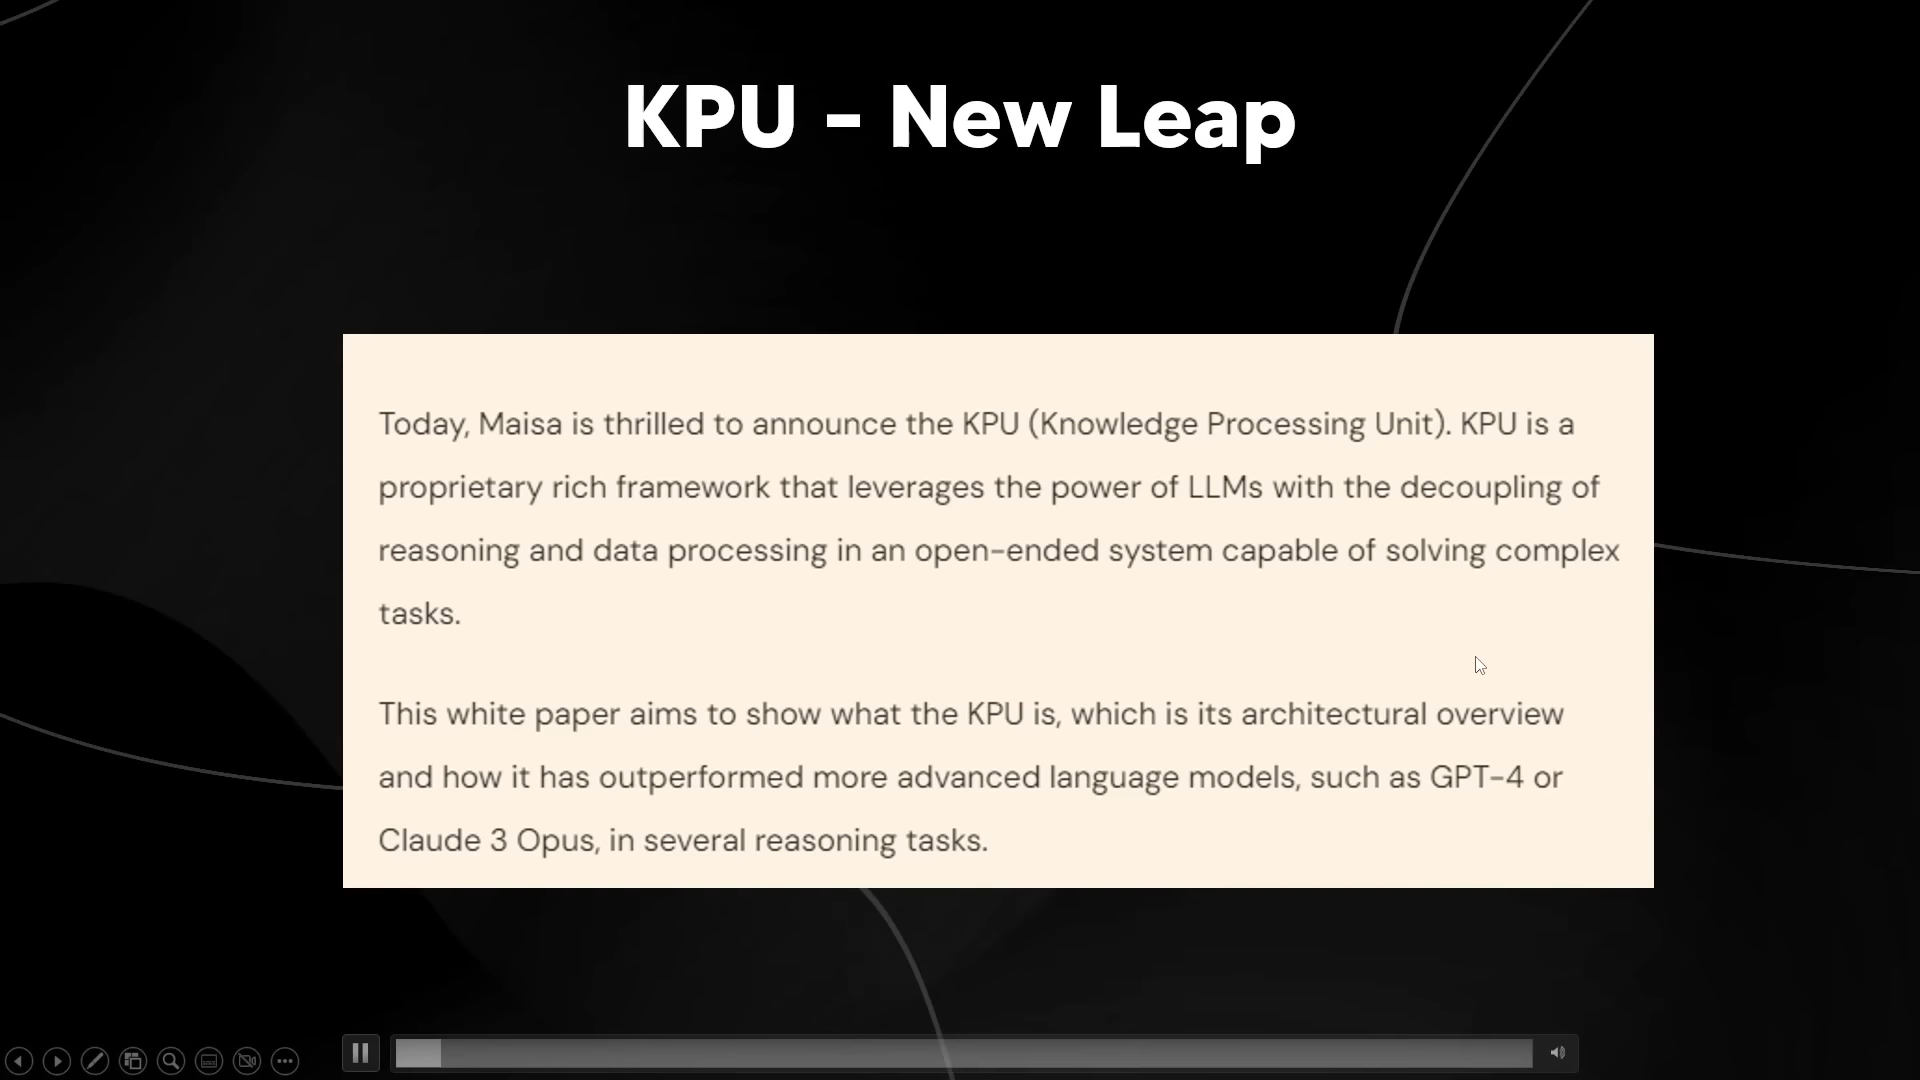 KPU - New Leap
Today, Maisa is thrilled to announce the KPU (Knowledge Processing Unit). KPU is a
proprietary rich framework that leverages the power of LLMs with the decoupling of
reasoning and data processing in an open-ended system capable of solving complex
tasks.
This white paper aims to show what the KPU is, which is its architectural overview
and how it has outperformed more advanced language models, such as GPT-4 or
Claude 3 Opus, in several reasoning tasks.